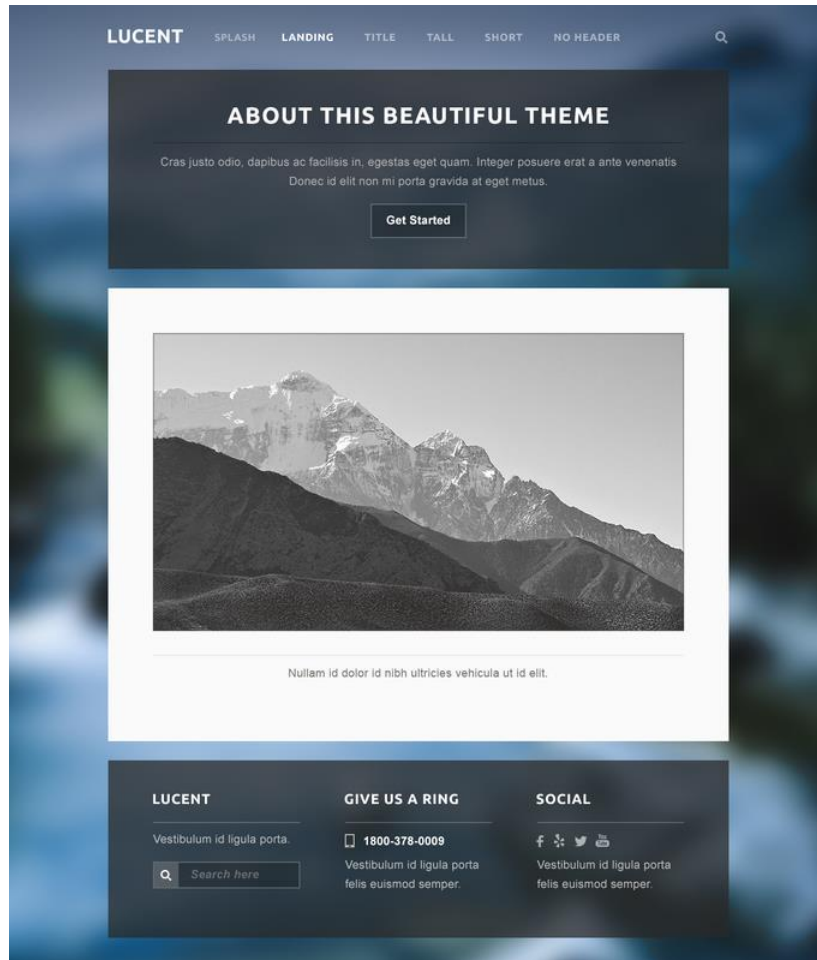 LUCENT SPLASH LANDING TITLE TALL SHORT NO HEADER
ABOUT THIS BEAUTIFUL THEME
Cras justo odio, dapibus ac facilisis in, egestas eget quam. Integer posuere erat a ante venenatis
Donec id elit non mi porta gravida at eget metus.
Get Started
Nullam id dolor id nibh ultricies vehicula ut id elit.
LUCENT
Vestibulum id ligula porta.
Search here
GIVE US A RING
1800-378-0009
Vestibulum id ligula porta
felis euismod semper.
SOCIAL
You Tube
Vestibulum id ligula porta
felis euismod semper.